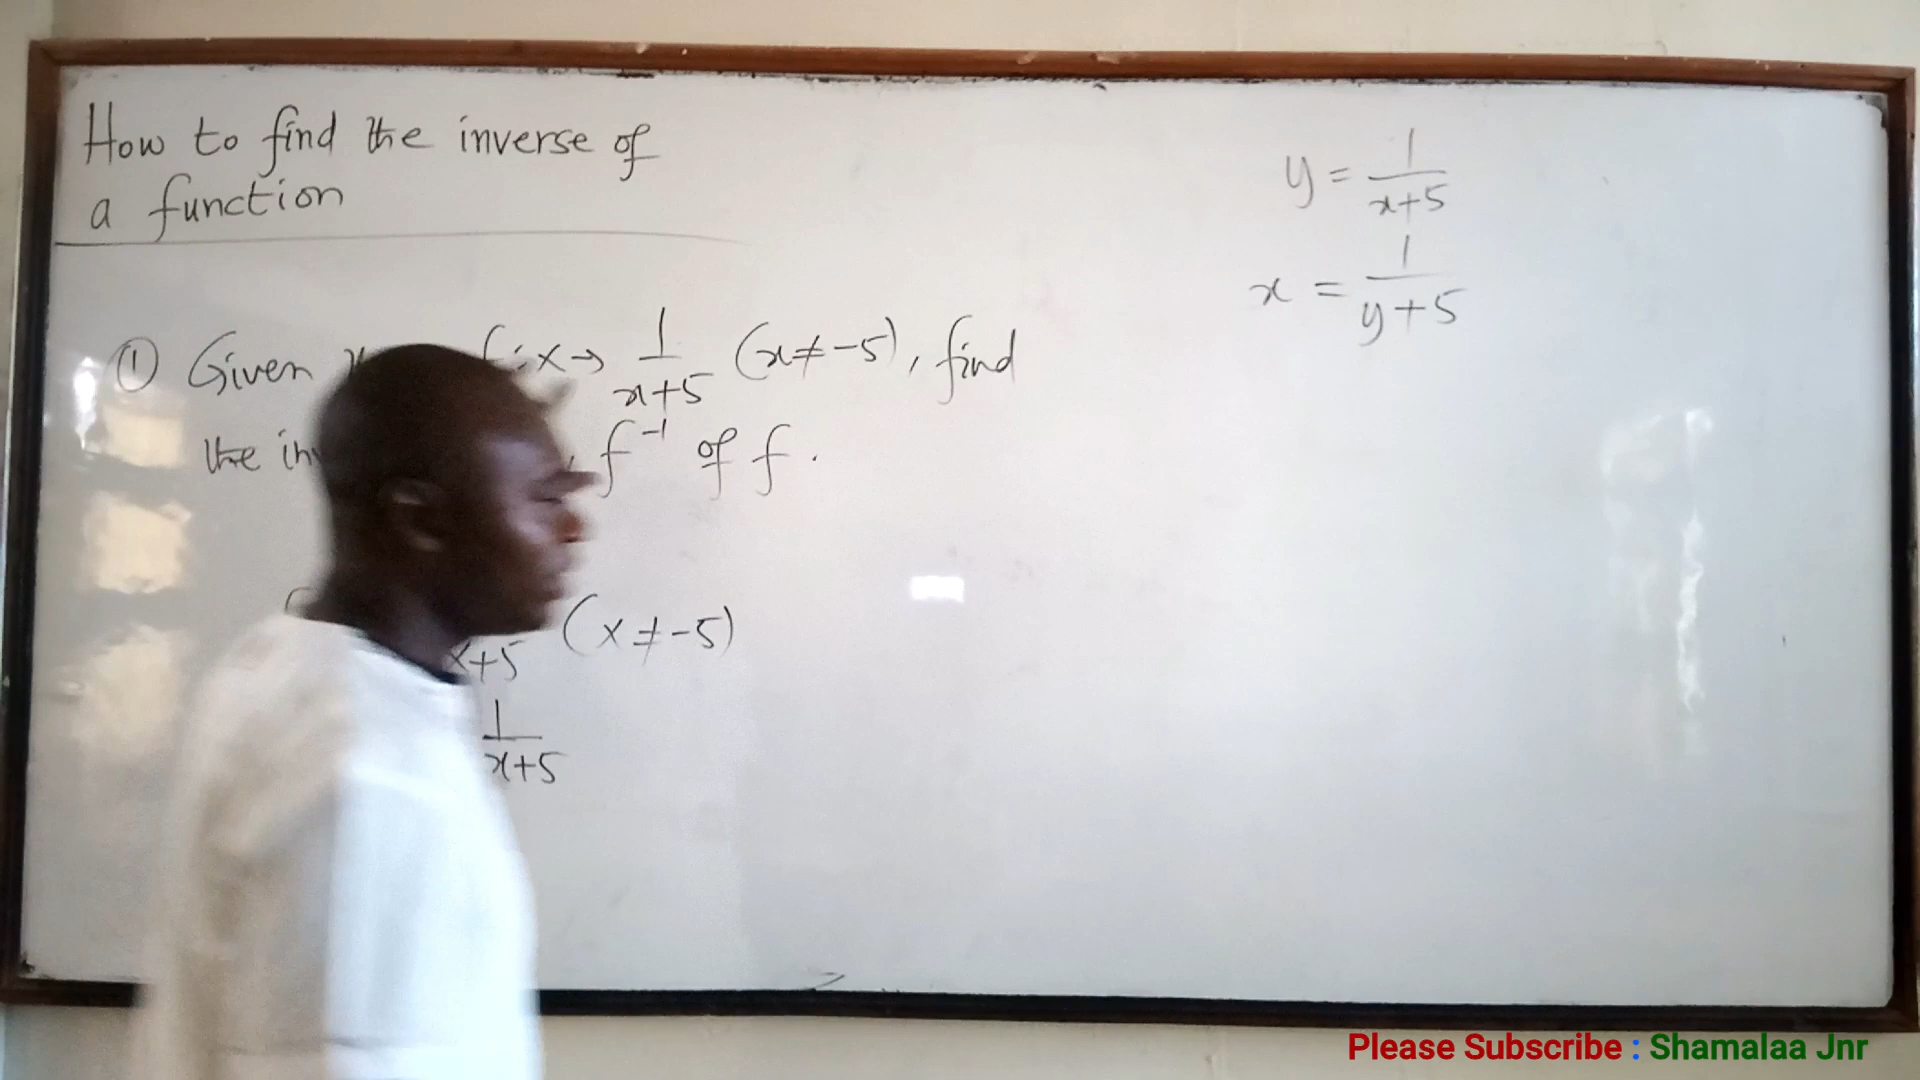 How to find the inverse of
a function
① Given f : x → 1/(x+5) (x ≠ -5), find
the f⁻¹ of f.
x+5 (x ≠ -5)
1/(x+5)
y = 1/(x+5)
x = 1/(y+5)
Please Subscribe : Shamalaa Jnr